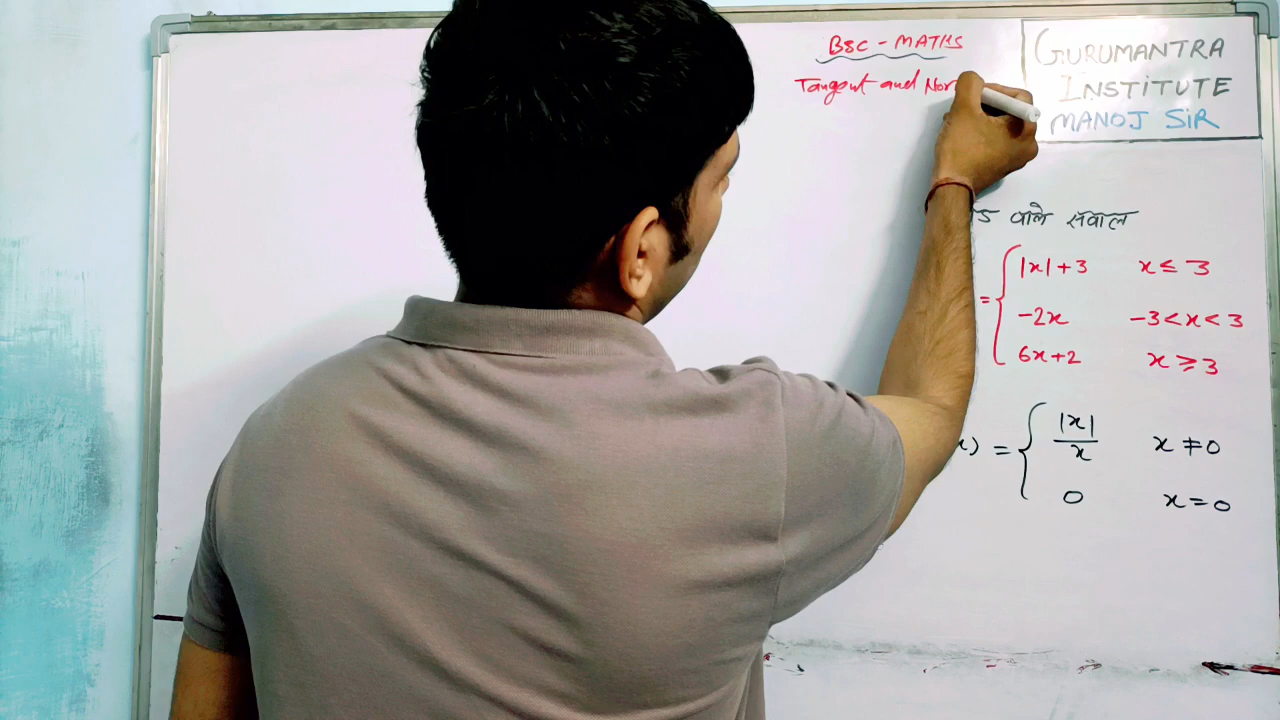 BSC - MATHS
Tangent and Nor
GURUMANTRA
INSTITUTE
MANOJ SIR
वाले सवाल
= { |x| + 3 x ≤ 3
-2x -3 < x < 3
6x+2 x ≥ 3
x) = { |x|/x x ≠ 0
0 x = 0